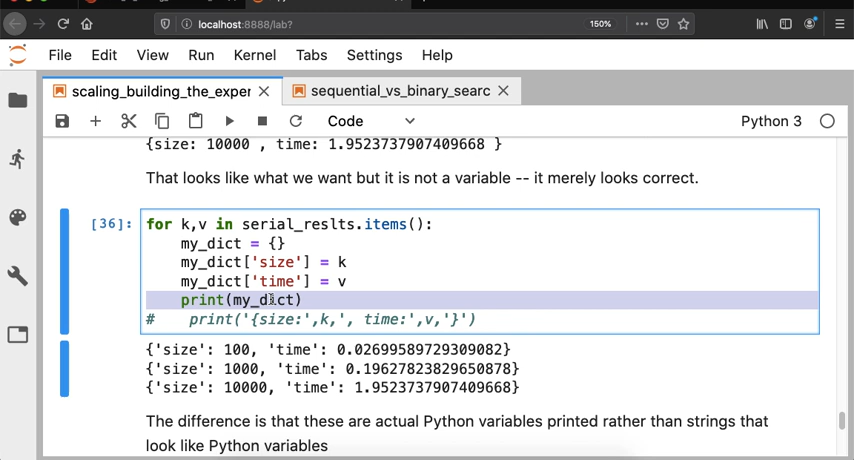 localhost:8888/lab?
150%
File Edit View Run Kernel Tabs Settings Help
scaling_building_the_exper
sequential_vs_binary_searc
Code
Python 3
{size: 10000 , time: 1.9523737907409668 }
That looks like what we want but it is not a variable -- it merely looks correct.
[36]:
for k,v in serial_reslts.items():
my_dict = {}
my_dict['size'] = k
my_dict['time'] = v
print(my_dict)
# print('{size:',k,', time:',v,'}')
{'size': 100, 'time': 0.02699589729309082}
{'size': 1000, 'time': 0.19627823829650878}
{'size': 10000, 'time': 1.9523737907409668}
The difference is that these are actual Python variables printed rather than strings that
look like Python variables